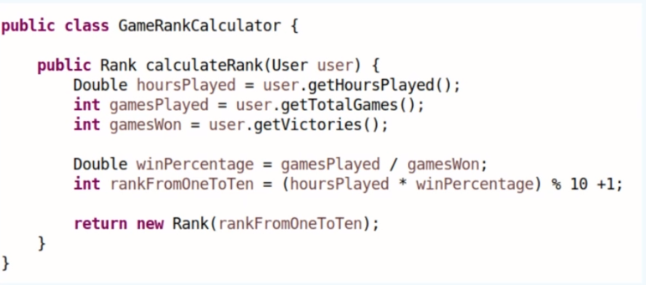 public class GameRankCalculator {
public Rank calculateRank(User user) {
Double hoursPlayed = user.getHoursPlayed();
int gamesPlayed = user.getTotalGames();
int gamesWon = user.getVictories();
Double winPercentage = gamesPlayed / gamesWon;
int rankFromOneToTen = (hoursPlayed * winPercentage) % 10 +1;
return new Rank(rankFromOneToTen);
}
}